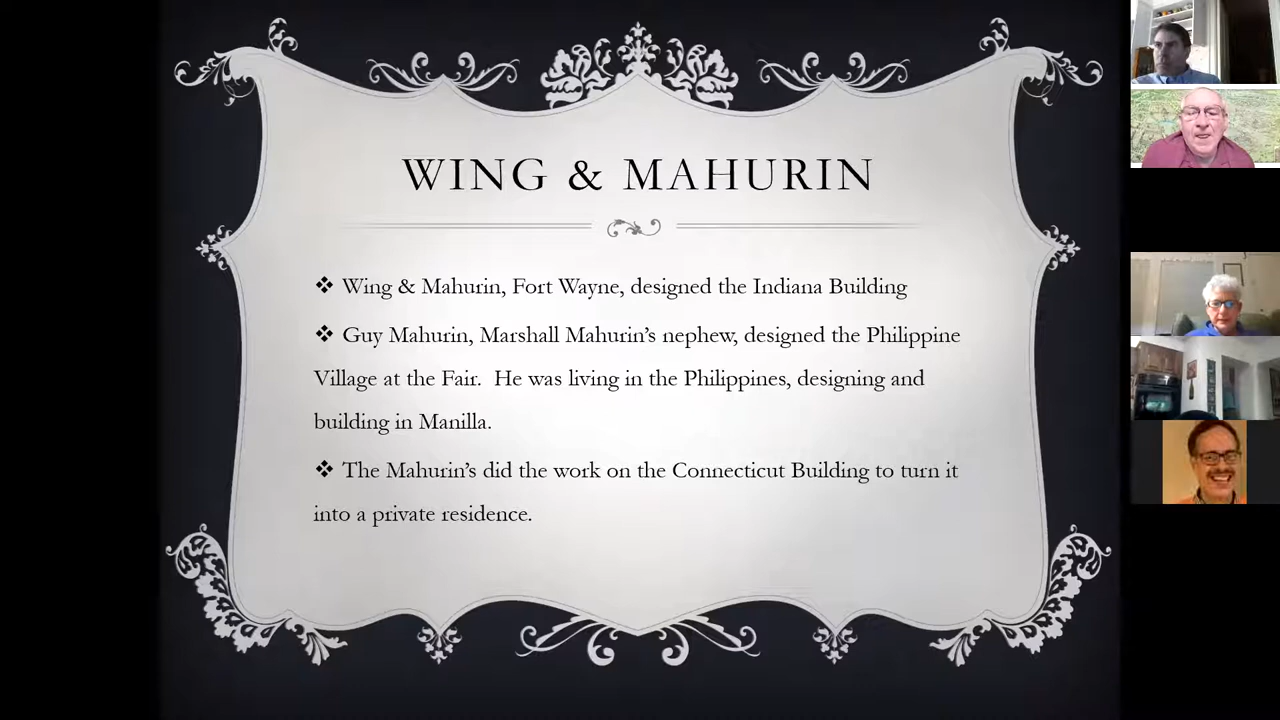 WING & MAHURIN
❖ Wing & Mahurin, Fort Wayne, designed the Indiana Building
❖ Guy Mahurin, Marshall Mahurin’s nephew, designed the Philippine
Village at the Fair. He was living in the Philippines, designing and
building in Manilla.
❖ The Mahurin’s did the work on the Connecticut Building to turn it
into a private residence.